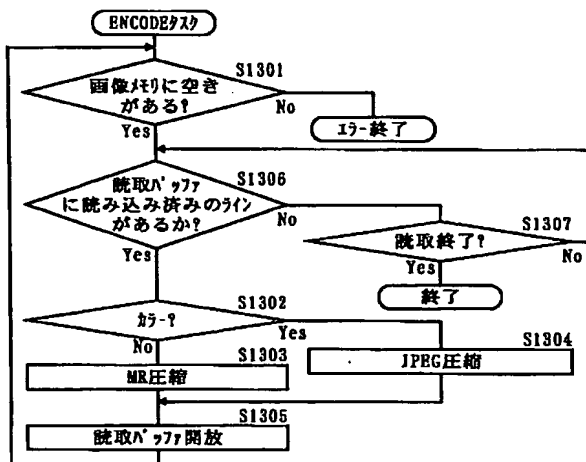 ENCODEタスク
S1301
画像メモリに空き
がある?
No
Yes
エラー終了
S1306
読取バッファ
に読み込み済みのライン
があるか?
No
Yes
S1307
読取終了?
Yes
No
終了
S1302
カラー?
Yes
No
S1303
MR圧縮
S1304
JPEG圧縮
S1305
読取バッファ開放